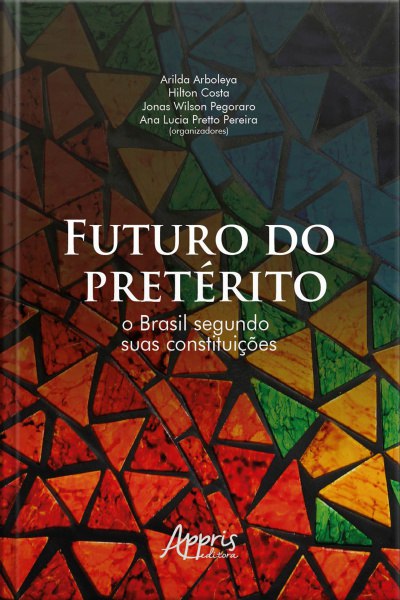 Arilda Arboleya
Hilton Costa
Jonas Wilson Pegoraro
Ana Lucia Pretto Pereira
(organizadores)
FUTURO DO
PRETÉRITO
o Brasil segundo
suas constituições
Appris
editora